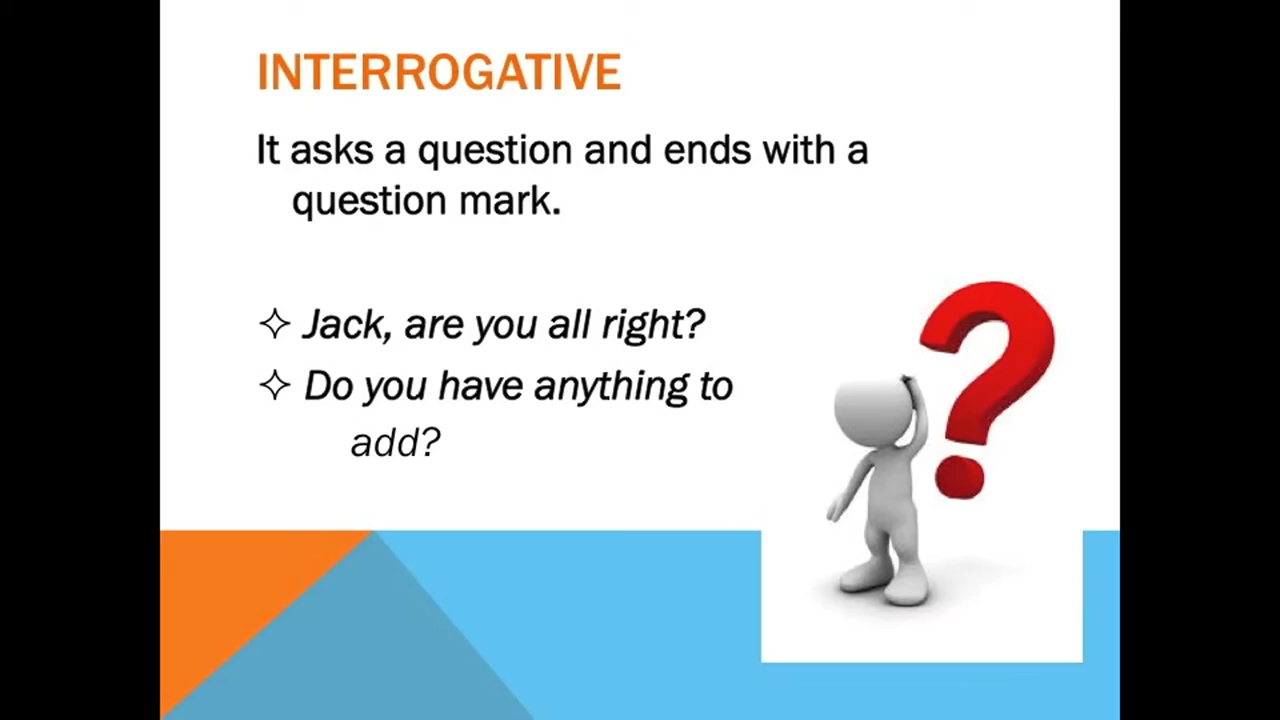 INTERROGATIVE
It asks a question and ends with a
question mark.
✧ Jack, are you all right?
✧ Do you have anything to
add?